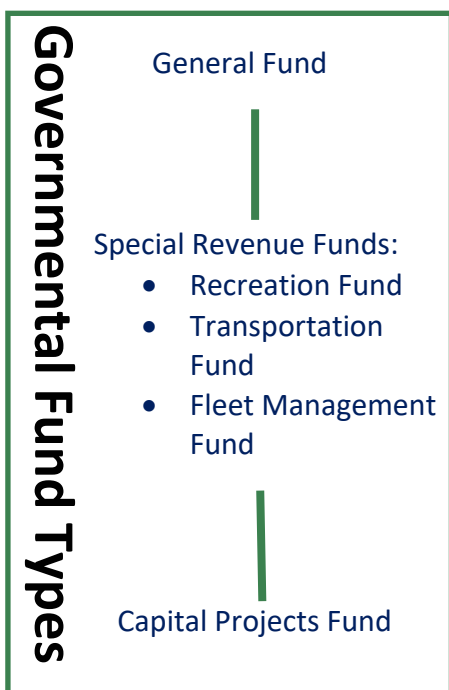 Governmental Fund Types
General Fund
Special Revenue Funds:
• Recreation Fund
• Transportation
Fund
• Fleet Management
Fund
Capital Projects Fund